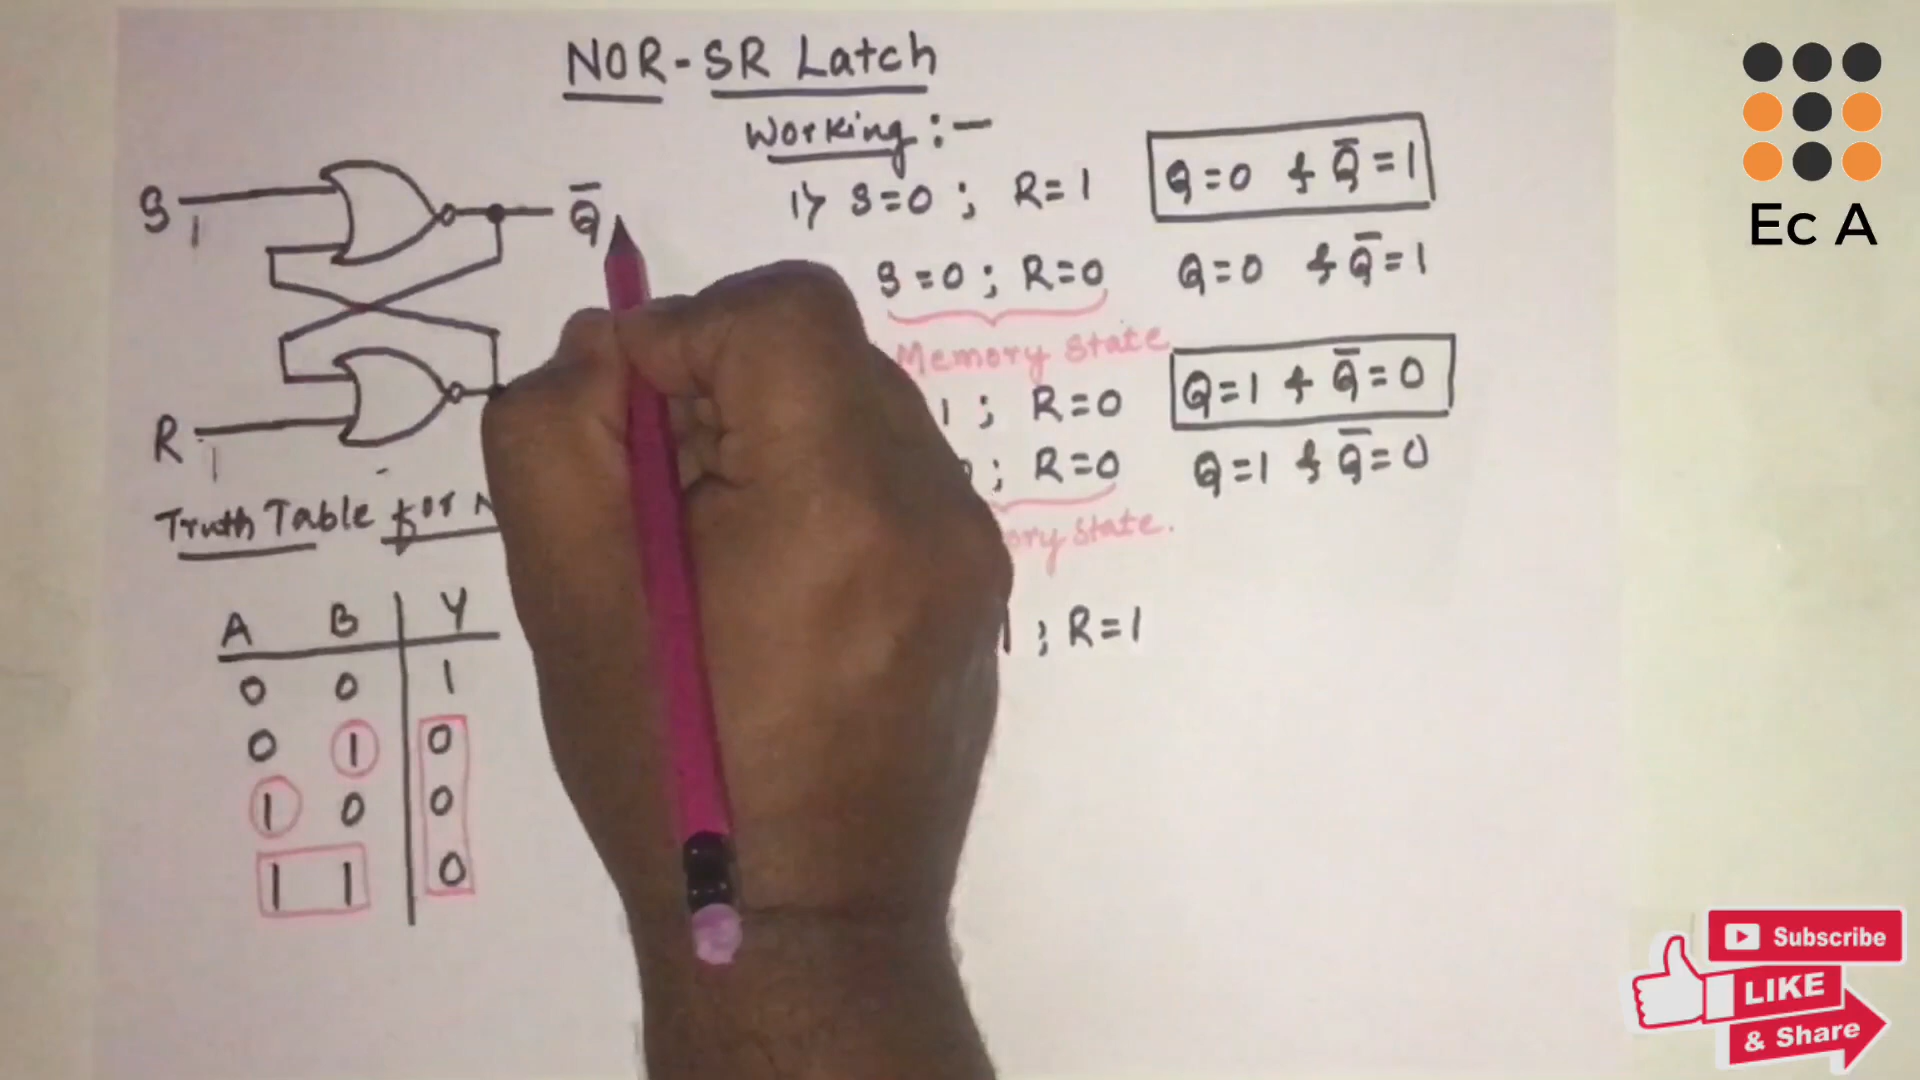 NOR-SR Latch
Working :-
S
1
Q̅
1> S=0 ; R=1
Q=0 & Q̅=1
S=0 ; R=0
Q=0 & Q̅=1
Memory State
1 ; R=0
Q=1 & Q̅=0
; R=0
Q=1 & Q̅=0
State.
R
1
Truth Table for
; R=1
A B Y
0 0 1
0 1 0
1 0 0
1 1 0
Ec A
Subscribe
LIKE
& Share